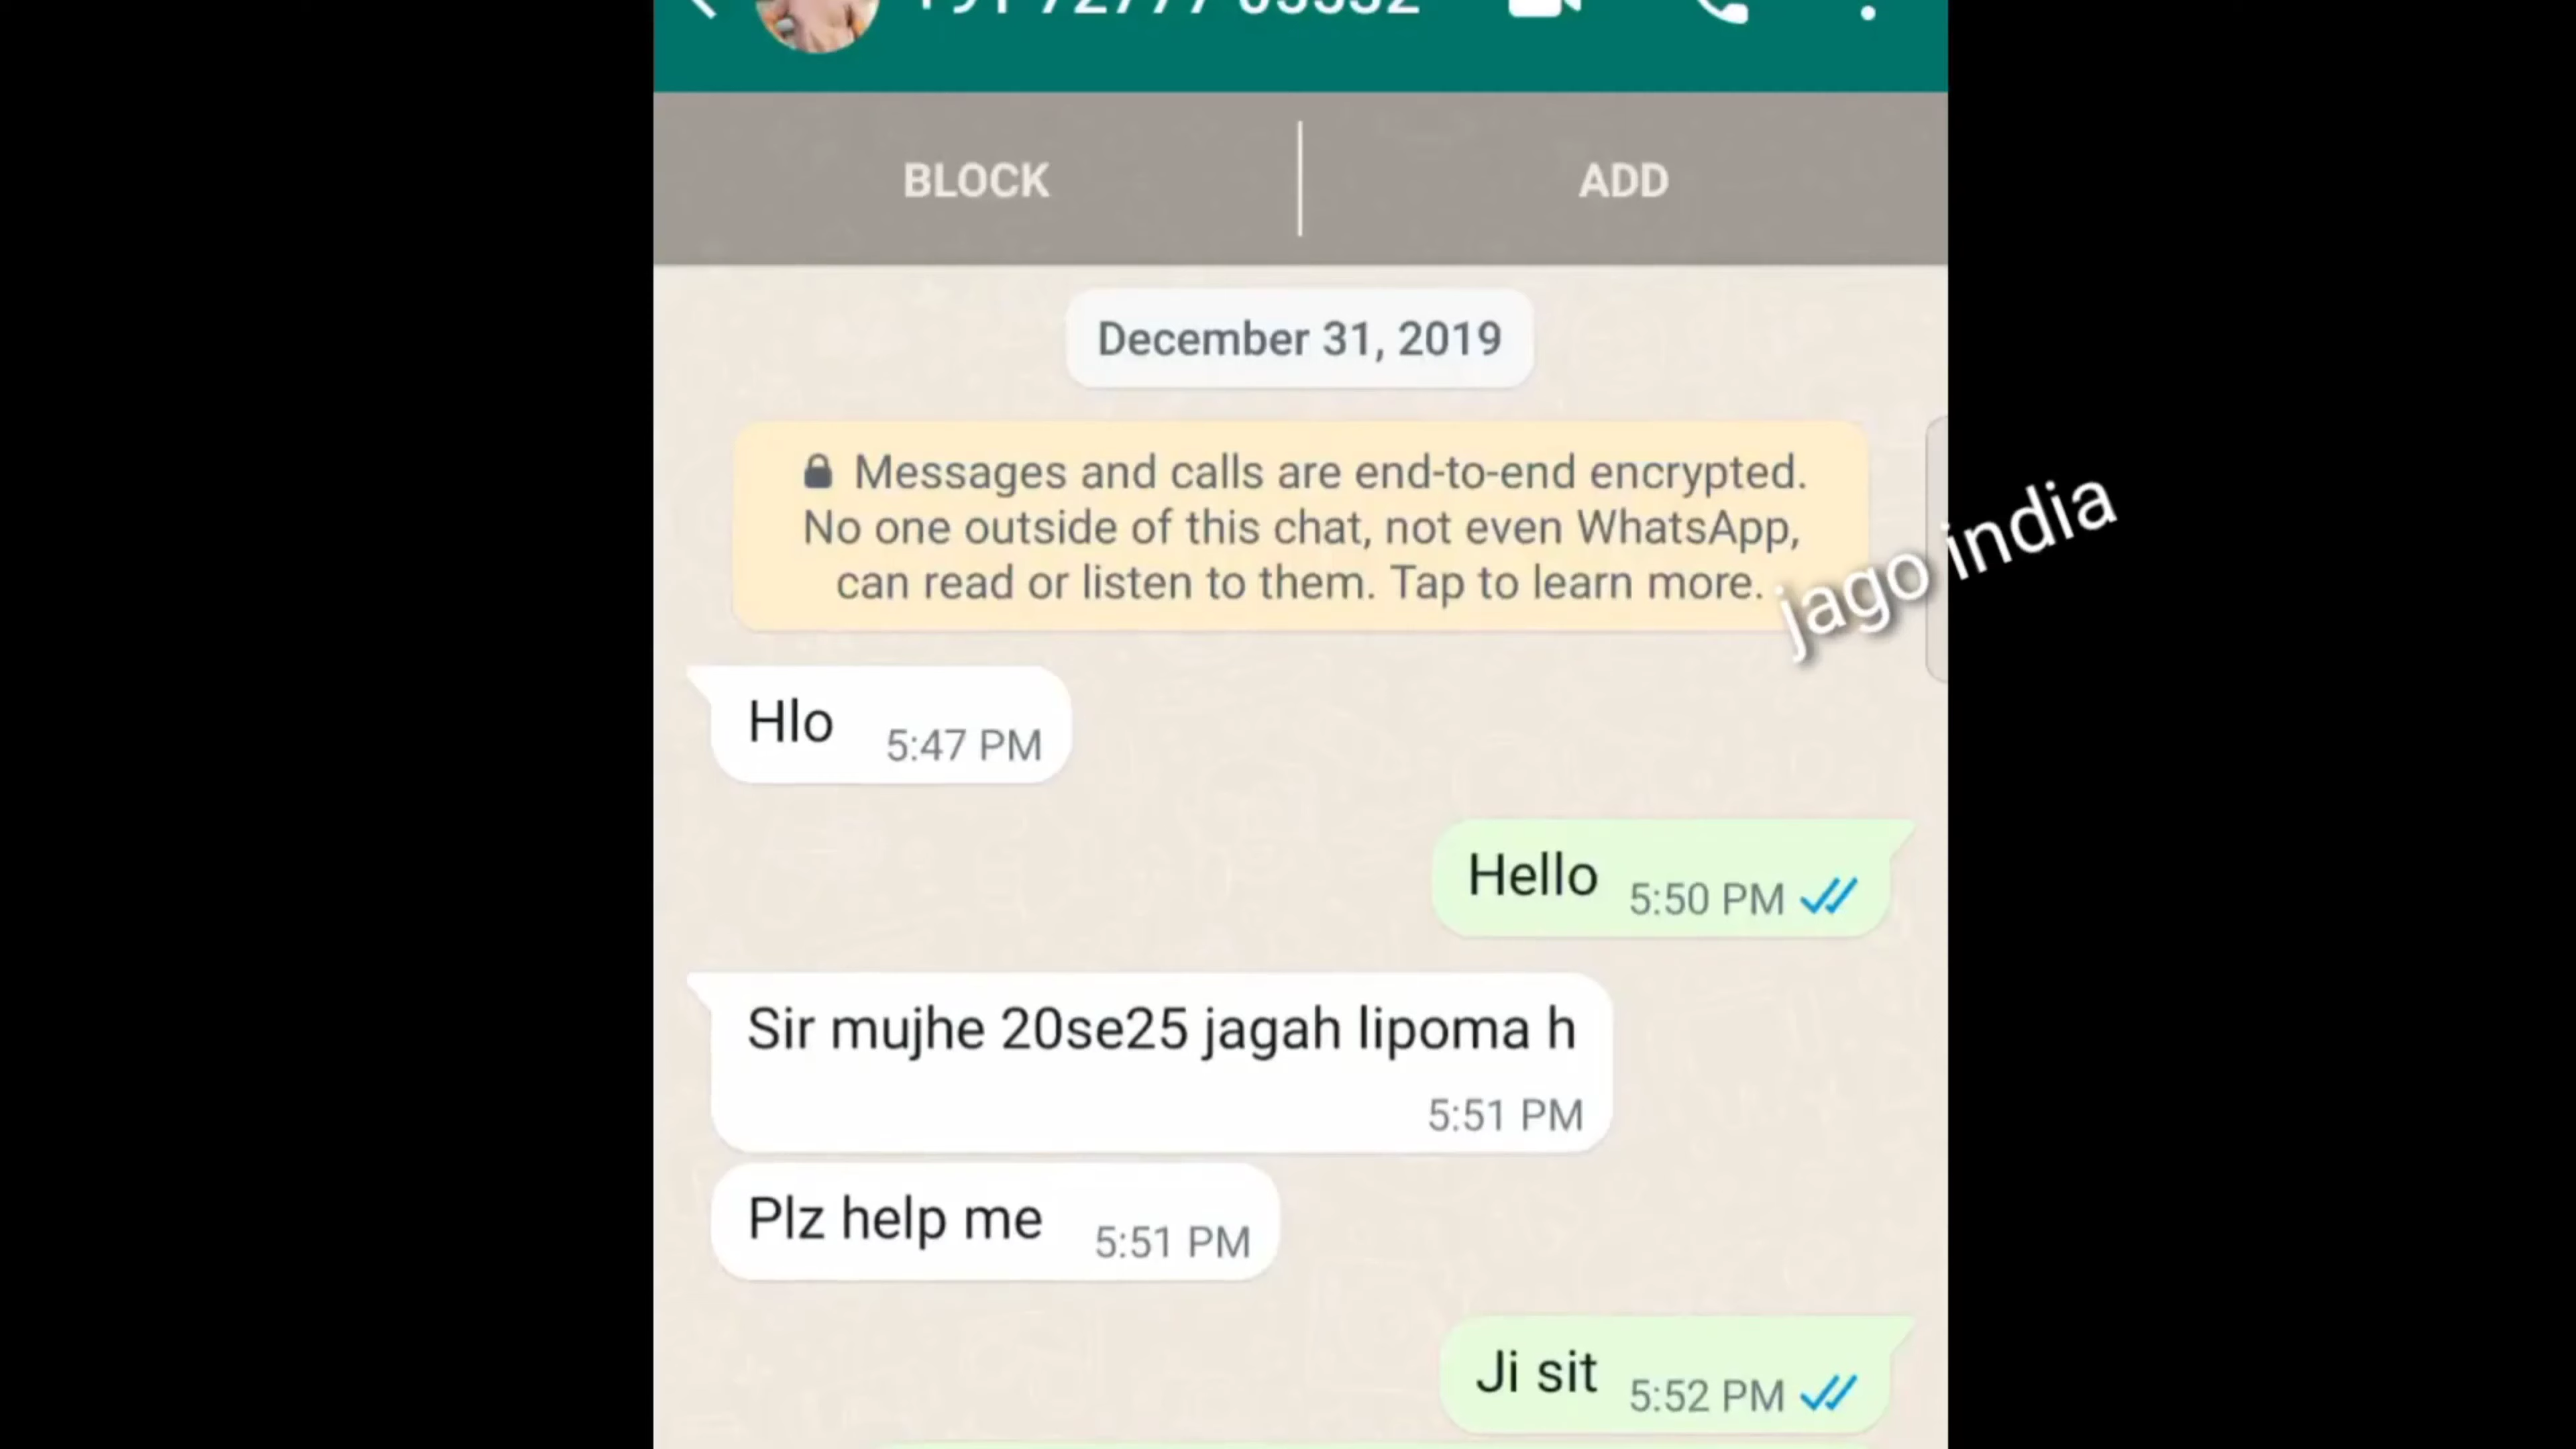 BLOCK
ADD
December 31, 2019
Messages and calls are end-to-end encrypted.
No one outside of this chat, not even WhatsApp,
can read or listen to them. Tap to learn more.
jago india
Hlo 5:47 PM
Hello 5:50 PM
Sir mujhe 20se25 jagah lipoma h
5:51 PM
Plz help me 5:51 PM
Ji sit 5:52 PM